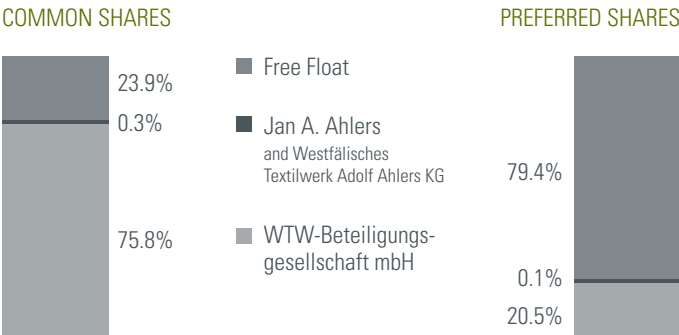 COMMON SHARES
PREFERRED SHARES
23.9%
0.3%
75.8%
Free Float
Jan A. Ahlers
and Westfälisches
Textilwerk Adolf Ahlers KG
WTW-Beteiligungs-
gesellschaft mbH
79.4%
0.1%
20.5%